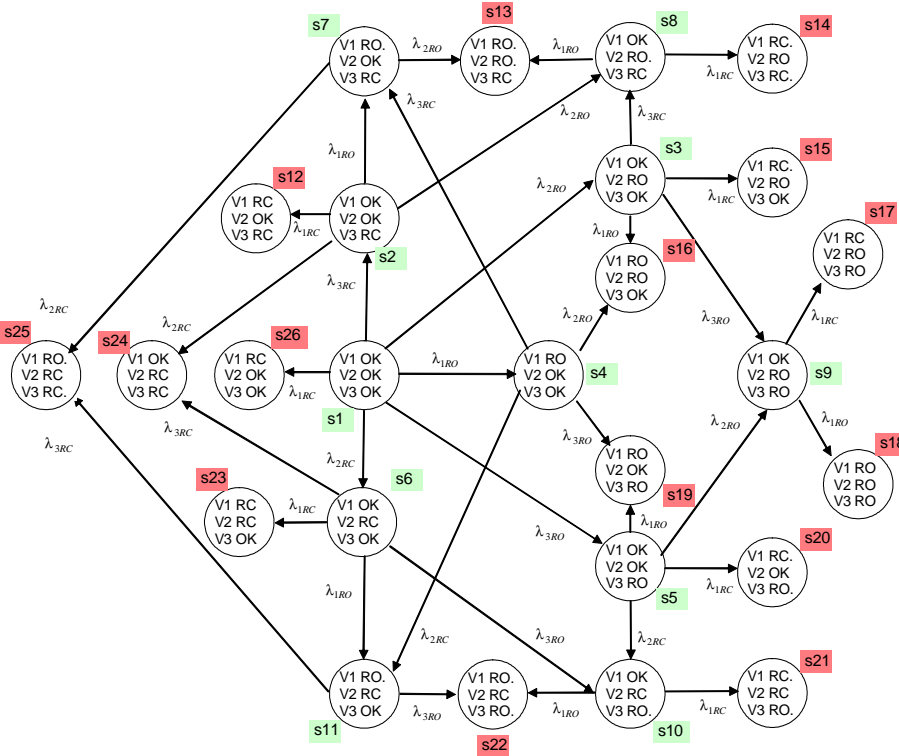 s7
s13
s8
s14
V1 RO.
V2 OK
V3 RC
λ2RO
V1 RO.
V2 RO.
V3 RC
λ1RO
V1 OK
V2 RO.
V3 RC
λ1RC
V1 RC.
V2 RO
V3 RC.
λ3RC
λ2RO
λ3RC
λ1RO
s3
s15
s12
V1 OK
V2 RO
V3 OK
λ1RC
V1 RC.
V2 RO
V3 OK
λ2RO
V1 RC
V2 OK
V3 RC
λ1RC
V1 OK
V2 OK
V3 RC
s2
λ1RO
s16
s17
V1 RC
V2 RO
V3 RO
λ3RC
V1 RO
V2 RO
V3 OK
λ2RC
λ2RC
λ2RO
λ3RO
λ1RC
s25
s24
s26
V1 RO.
V2 RC
V3 RC.
V1 OK
V2 RC
V3 RC
V1 RC
V2 OK
V3 OK
λ1RC
V1 OK
V2 OK
V3 OK
s1
λ1RO
V1 RO
V2 OK
V3 OK
s4
V1 OK
V2 RO
V3 RO
s9
λ3RC
λ3RC
λ2RC
λ3RO
λ2RO
λ1RO
s18
V1 RO
V2 RO
V3 RO
s23
s6
V1 RO
V2 OK
V3 RO
s19
V1 RC
V2 RC
V3 OK
λ1RC
V1 OK
V2 RC
V3 OK
λ3RO
λ1RO
s20
V1 OK
V2 OK
V3 RO
s5
λ1RC
V1 RC.
V2 OK
V3 RO.
λ1RO
λ2RC
λ3RO
λ2RC
s21
V1 RO.
V2 RC
V3 OK
s11
λ3RO
V1 RO.
V2 RC
V3 RO.
s22
λ1RO
V1 OK
V2 RC
V3 RO.
s10
λ1RC
V1 RC.
V2 RC
V3 RO.